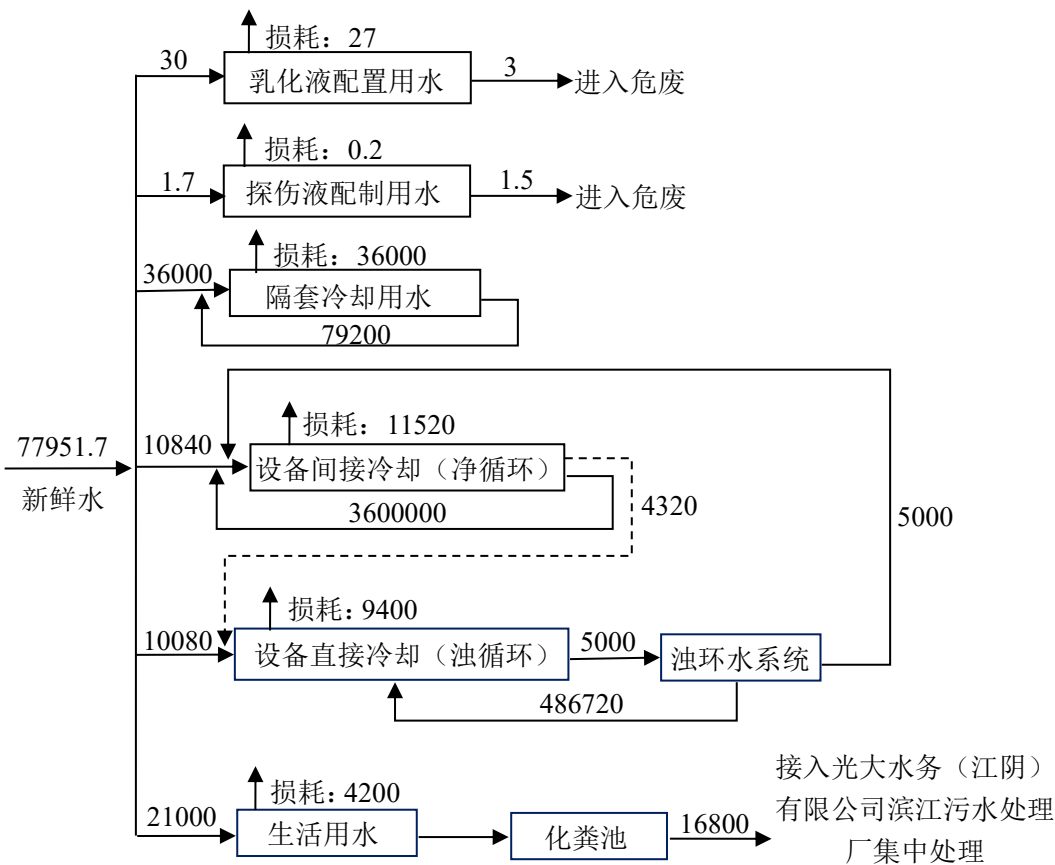 损耗：27
30
乳化液配置用水
3
进入危废
损耗：0.2
1.7
探伤液配制用水
1.5
进入危废
损耗：36000
36000
隔套冷却用水
79200
损耗：11520
77951.7
新鲜水
10840
设备间接冷却（净循环）
3600000
4320
5000
损耗：9400
10080
设备直接冷却（浊循环）
5000
浊环水系统
486720
损耗：4200
21000
生活用水
化粪池
16800
接入光大水务（江阴）
有限公司滨江污水处理
厂集中处理